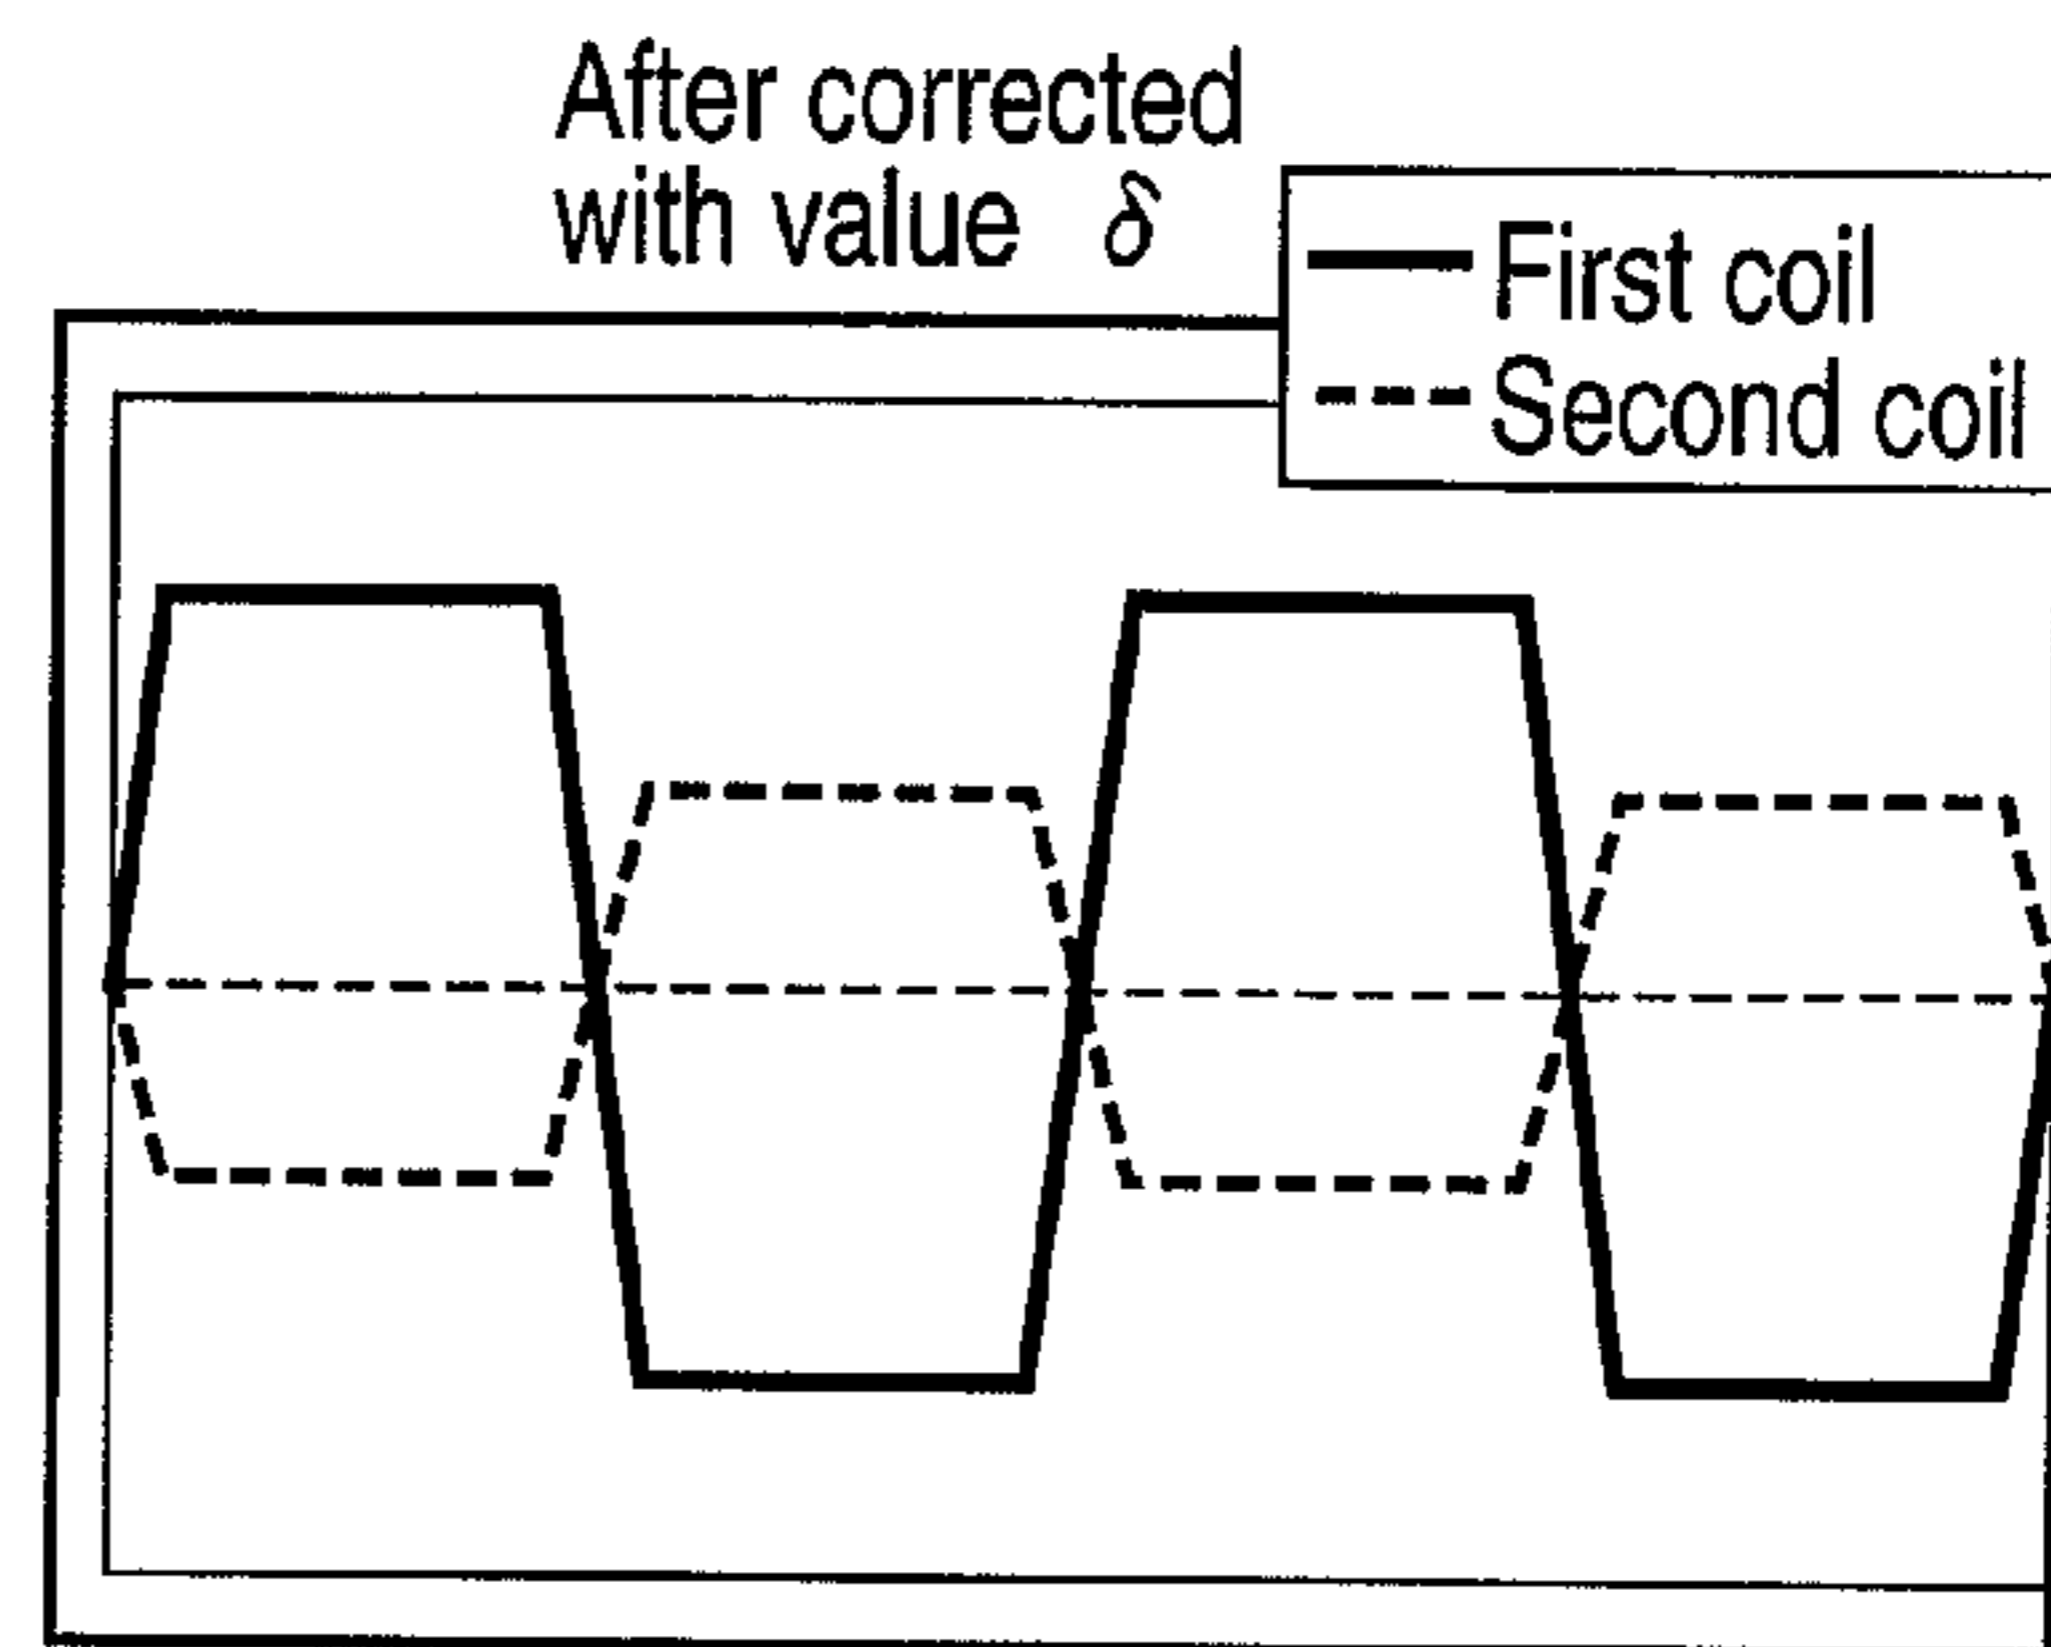 After corrected
with value δ
First coil
Second coil